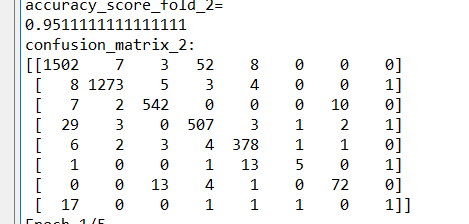 accuracy_score_fold_2=
0.9511111111111111
confusion_matrix_2:
[[1502 7 3 52 8 0 0 0]
[ 8 1273 5 3 4 0 0 1]
[ 7 2 542 0 0 0 10 0]
[ 29 3 0 507 3 1 2 1]
[ 6 2 3 4 378 1 1 0]
[ 1 0 0 1 13 5 0 1]
[ 0 0 13 4 1 0 72 0]
[ 17 0 0 1 1 1 0 1]]
Epoch 1/5